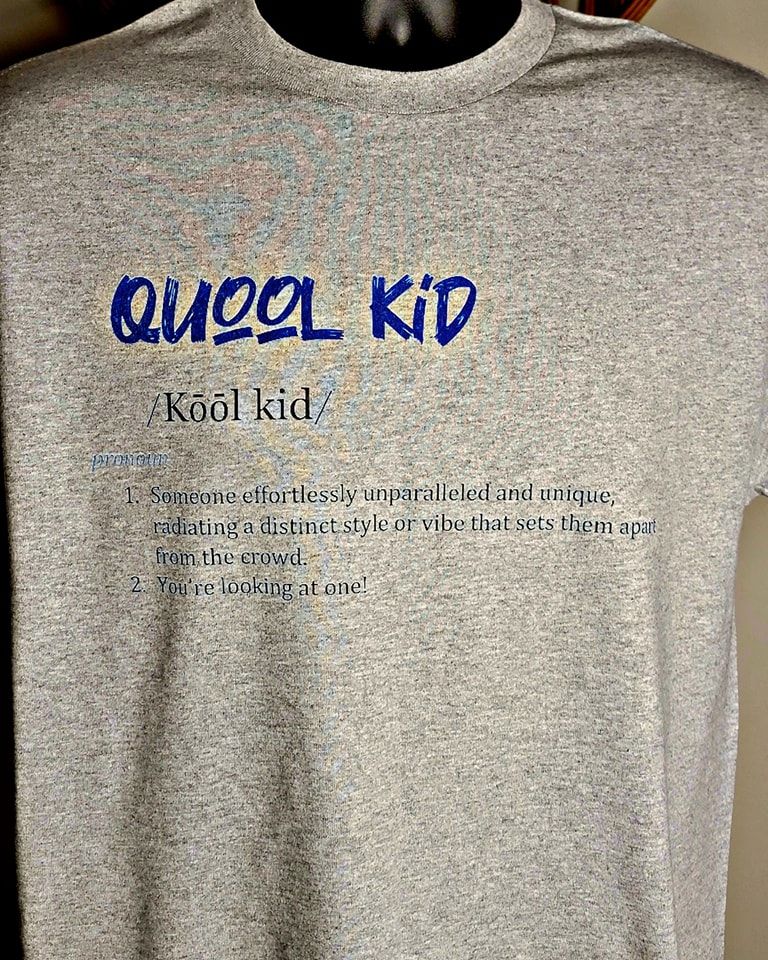 QUOOL KiD
/Kōōl kid/
pronoun
1. Someone effortlessly unparalleled and unique,
radiating a distinct style or vibe that sets them apart
from the crowd.
2. You're looking at one!